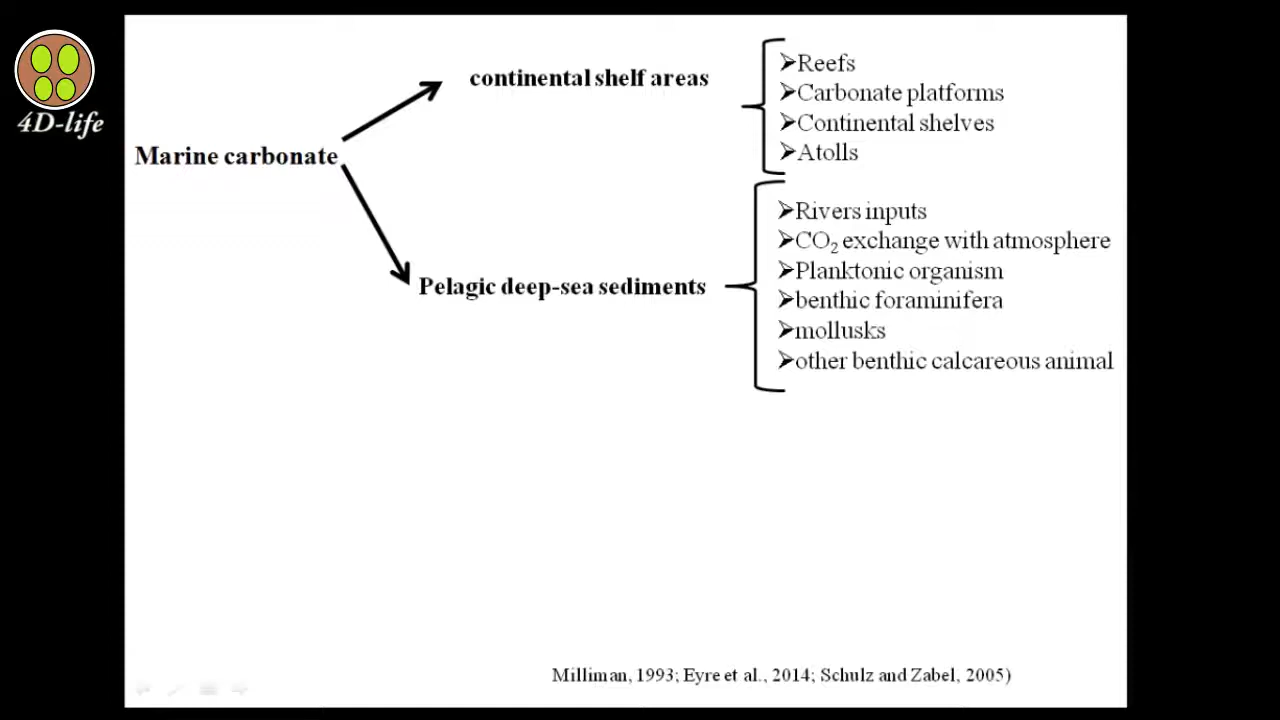 4D-life
Marine carbonate
continental shelf areas
➢Reefs
➢Carbonate platforms
➢Continental shelves
➢Atolls
Pelagic deep-sea sediments
➢Rivers inputs
➢CO₂ exchange with atmosphere
➢Planktonic organism
➢benthic foraminifera
➢mollusks
➢other benthic calcareous animal
Milliman, 1993; Eyre et al., 2014; Schulz and Zabel, 2005)